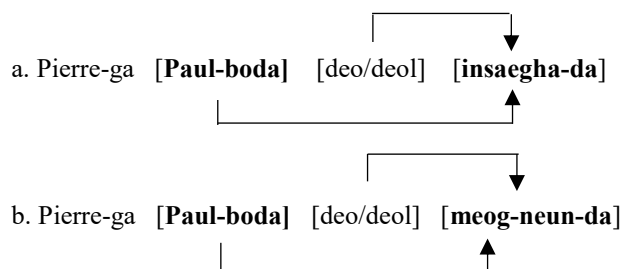 a. Pierre-ga [Paul-boda] [deo/deol] [insaegha-da]
b. Pierre-ga [Paul-boda] [deo/deol] [meog-neun-da]